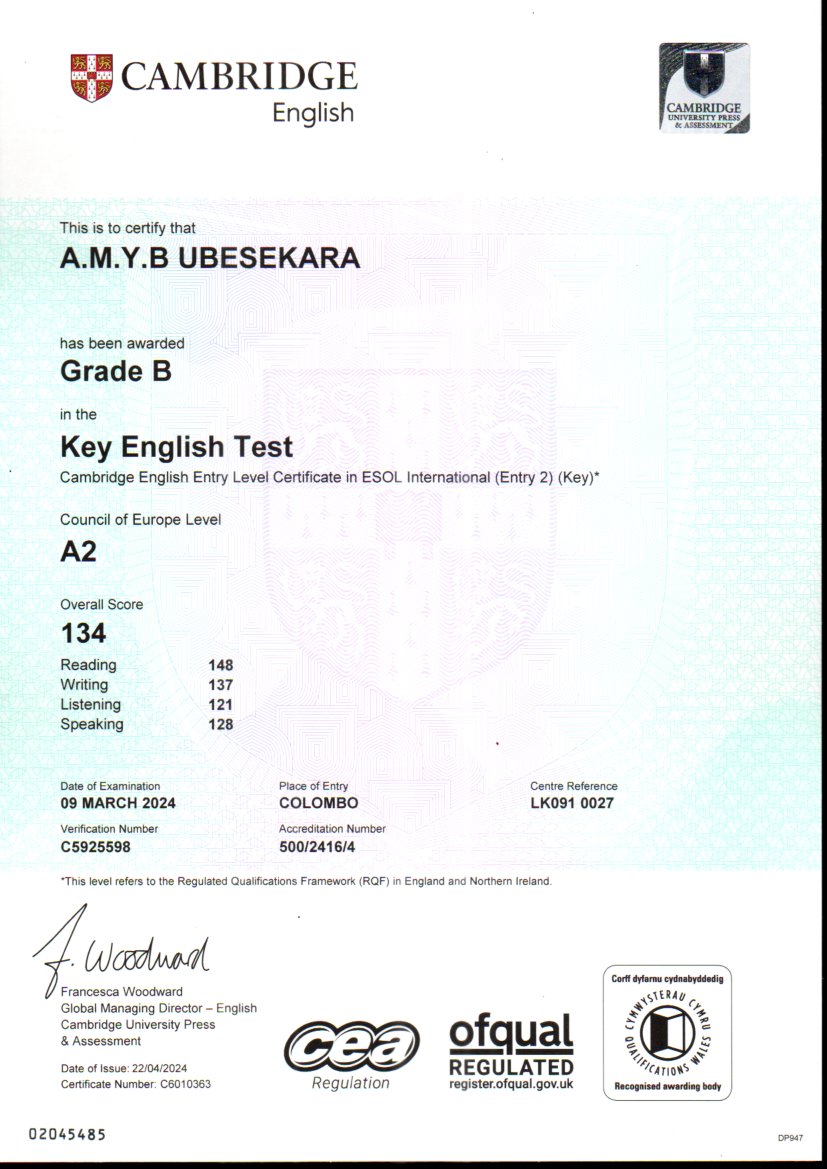 CAMBRIDGE
English
CAMBRIDGE
UNIVERSITY PRESS
& ASSESSMENT
This is to certify that
A.M.Y.B UBESEKARA
has been awarded
Grade B
in the
Key English Test
Cambridge English Entry Level Certificate in ESOL International (Entry 2) (Key)*
Council of Europe Level
A2
Overall Score
134
Reading 148
Writing 137
Listening 121
Speaking 128
Date of Examination Place of Entry Centre Reference
09 MARCH 2024 COLOMBO LK091 0027
Verification Number Accreditation Number
C5925598 500/2416/4
*This level refers to the Regulated Qualifications Framework (RQF) in England and Northern Ireland.
F. Woodward
Francesca Woodward
Global Managing Director – English
Cambridge University Press
& Assessment
Date of Issue: 22/04/2024
Certificate Number: C6010363
cea
Regulation
ofqual
REGULATED
register.ofqual.gov.uk
Corff dyfarnu cydnabyddedig
CYMWYSTERAU CYMRU
QUALIFICATIONS WALES
Recognised awarding body
02045485
DP947